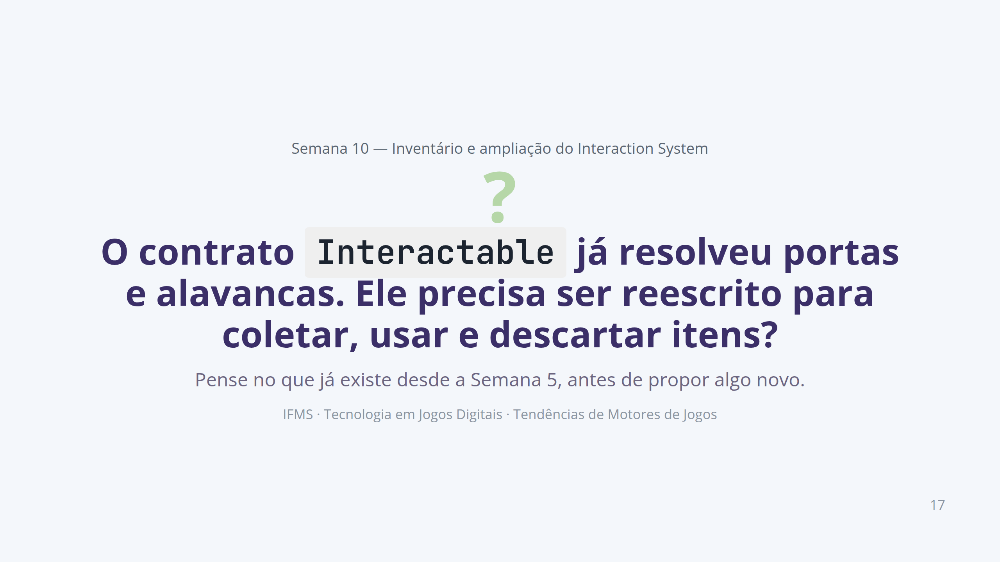 Semana 10 — Inventário e ampliação do Interaction System
?
O contrato Interactable já resolveu portas
e alavancas. Ele precisa ser reescrito para
coletar, usar e descartar itens?
Pense no que já existe desde a Semana 5, antes de propor algo novo.
IFMS · Tecnologia em Jogos Digitais · Tendências de Motores de Jogos
17